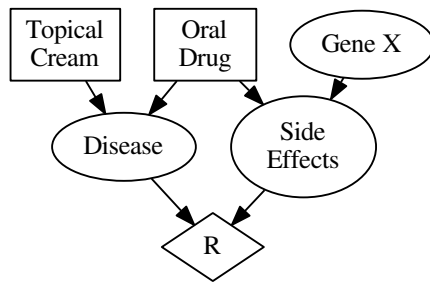 Topical
Cream
Oral
Drug
Gene X
Disease
Side
Effects
R